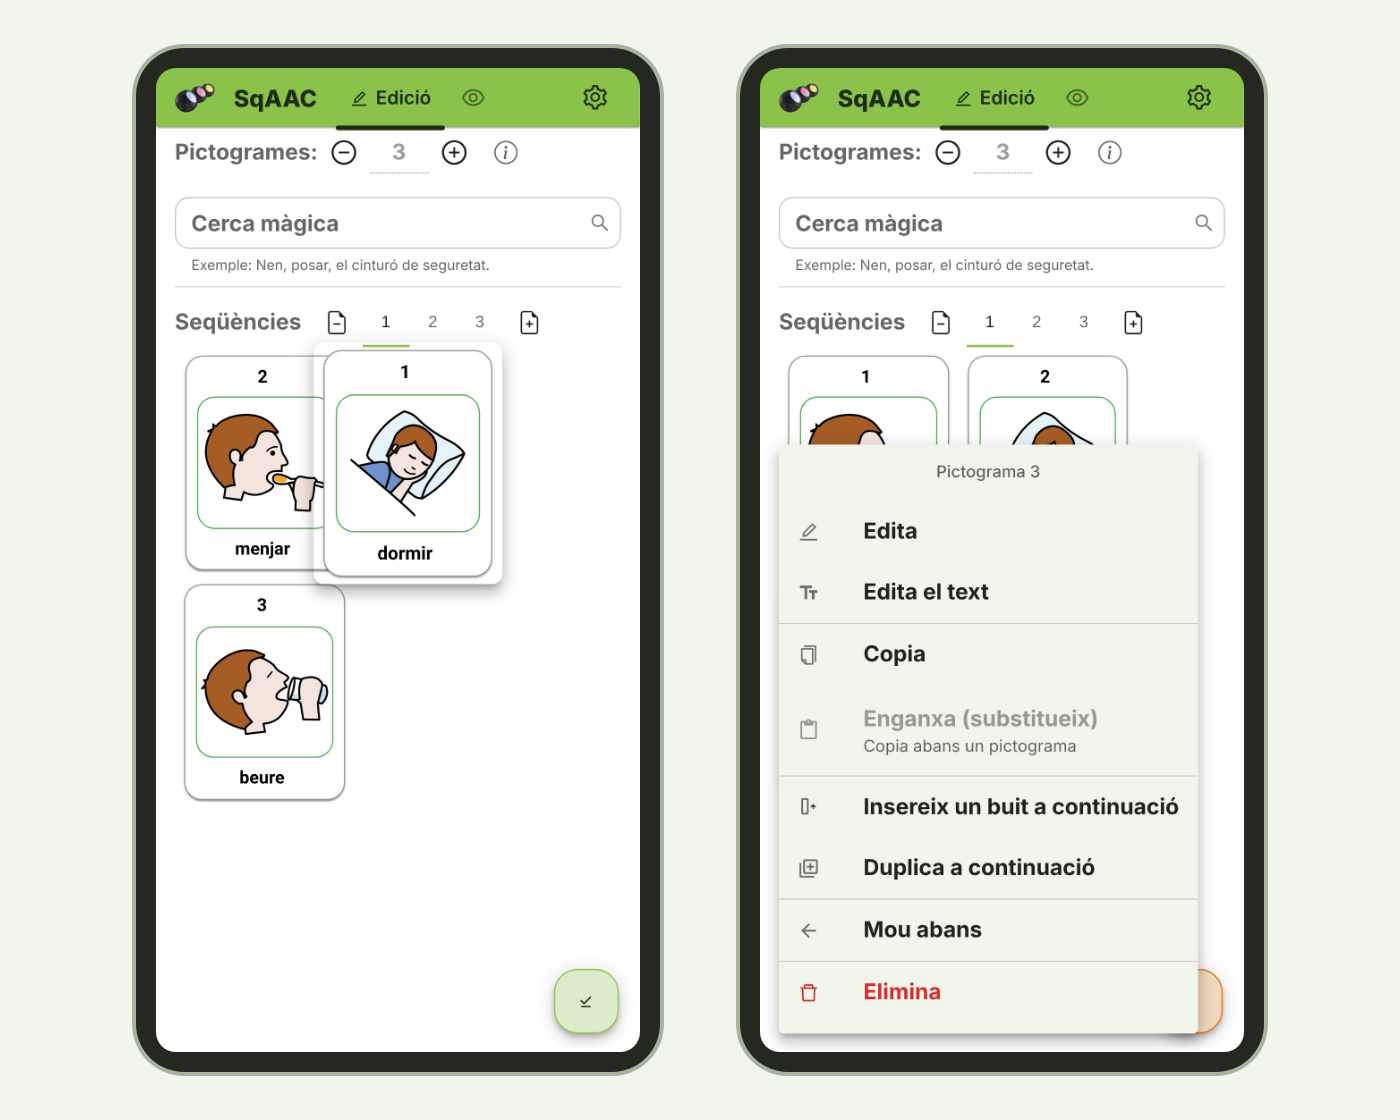 SqAAC Edició
Pictogrames: 3
Cerca màgica
Exemple: Nen, posar, el cinturó de seguretat.
Seqüències 1 2 3
2
menjar
1
dormir
3
beure
SqAAC Edició
Pictogrames: 3
Cerca màgica
Exemple: Nen, posar, el cinturó de seguretat.
Seqüències 1 2 3
1
2
Pictograma 3
Edita
Edita el text
Copia
Enganxa (substitueix)
Copia abans un pictograma
Insereix un buit a continuació
Duplica a continuació
Mou abans
Elimina